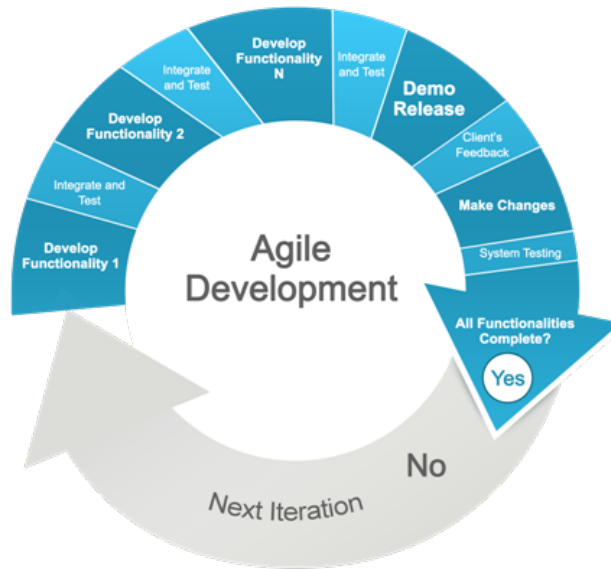 Develop
Functionality 1
Integrate and
Test
Develop
Functionality 2
Integrate
and Test
Develop
Functionality
N
Integrate
and Test
Demo
Release
Client's
Feedback
Make Changes
System Testing
All Functionalities
Complete?
Yes
No
Next Iteration
Agile
Development